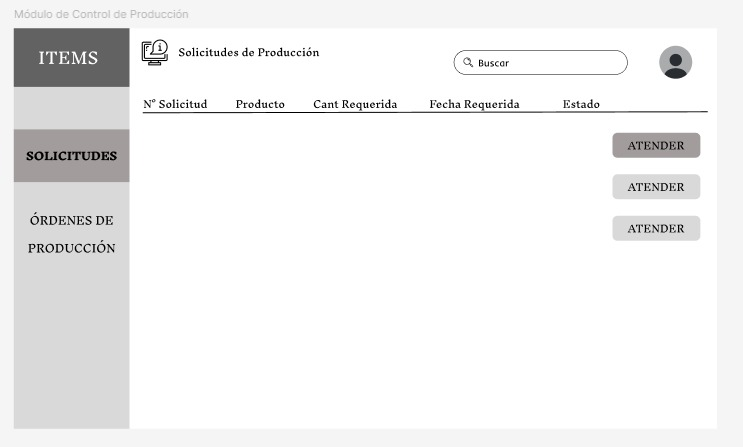 Módulo de Control de Producción
ITEMS
Solicitudes de Producción
Buscar
N° Solicitud Producto Cant Requerida Fecha Requerida Estado
SOLICITUDES
ATENDER
ATENDER
ATENDER
ÓRDENES DE
PRODUCCIÓN